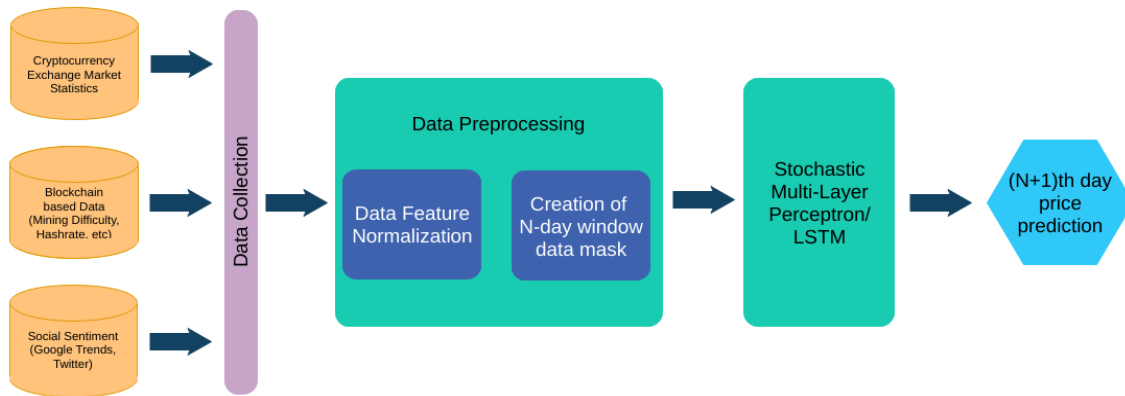 Cryptocurrency
Exchange Market
Statistics
Blockchain
based Data
(Mining Difficulty,
Hashrate. etc)
Social Sentiment
(Google Trends,
Twitter)
Data Collection
Data Preprocessing
Data Feature
Normalization
Creation of
N-day window
data mask
Stochastic
Multi-Layer
Perceptron/
LSTM
(N+1)th day
price
prediction